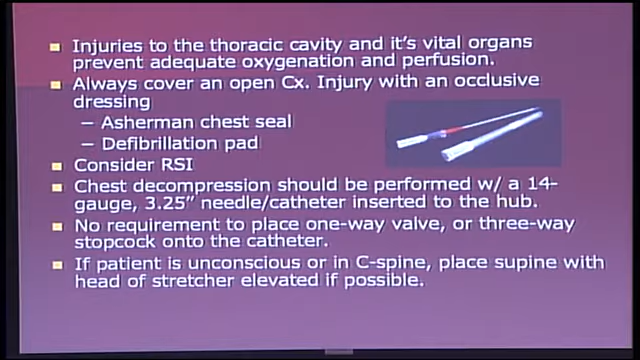 Injuries to the thoracic cavity and it's vital organs
prevent adequate oxygenation and perfusion.
Always cover an open Cx. Injury with an occlusive
dressing
– Asherman chest seal
– Defibrillation pad
Consider RSI
Chest decompression should be performed w/ a 14-
gauge, 3.25” needle/catheter inserted to the hub.
No requirement to place one-way valve, or three-way
stopcock onto the catheter.
If patient is unconscious or in C-spine, place supine with
head of stretcher elevated if possible.